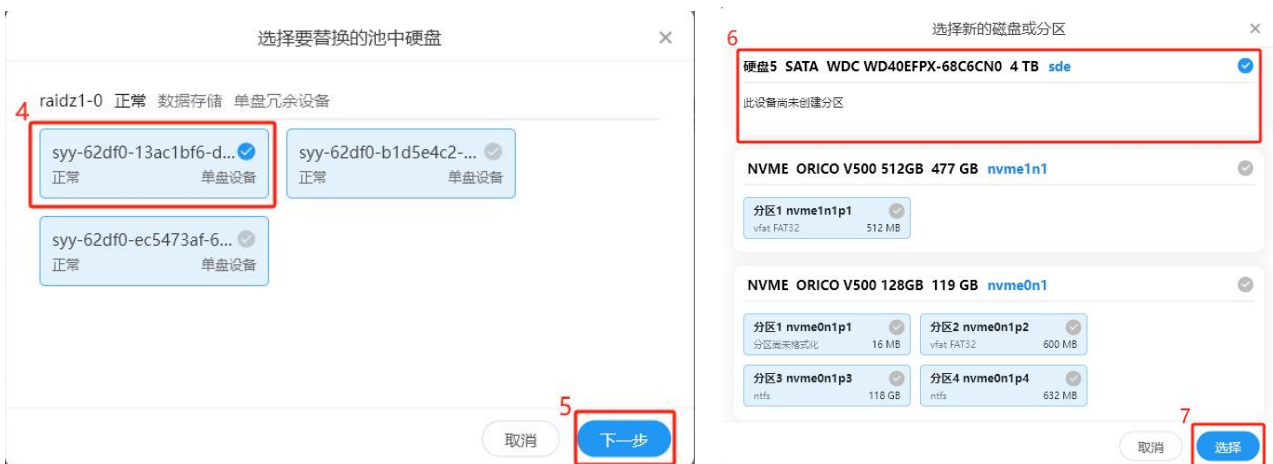 选择要替换的池中硬盘
raidz1-0 正常 数据存储 单盘冗余设备
4
syy-62df0-13ac1bf6-d...
正常 单盘设备
syy-62df0-b1d5e4c2-...
正常 单盘设备
syy-62df0-ec5473af-6...
正常 单盘设备
5
取消 下一步
选择新的磁盘或分区
6
硬盘5 SATA WDC WD40EFPX-68C6CN0 4 TB sde
此设备尚未创建分区
NVME ORICO V500 512GB 477 GB nvme1n1
分区1 nvme1n1p1
vfat FAT32 512 MB
NVME ORICO V500 128GB 119 GB nvme0n1
分区1 nvme0n1p1
分区尚未格式化 16 MB
分区2 nvme0n1p2
vfat FAT32 600 MB
分区3 nvme0n1p3
ntfs 118 GB
分区4 nvme0n1p4
ntfs 632 MB
7
取消 选择